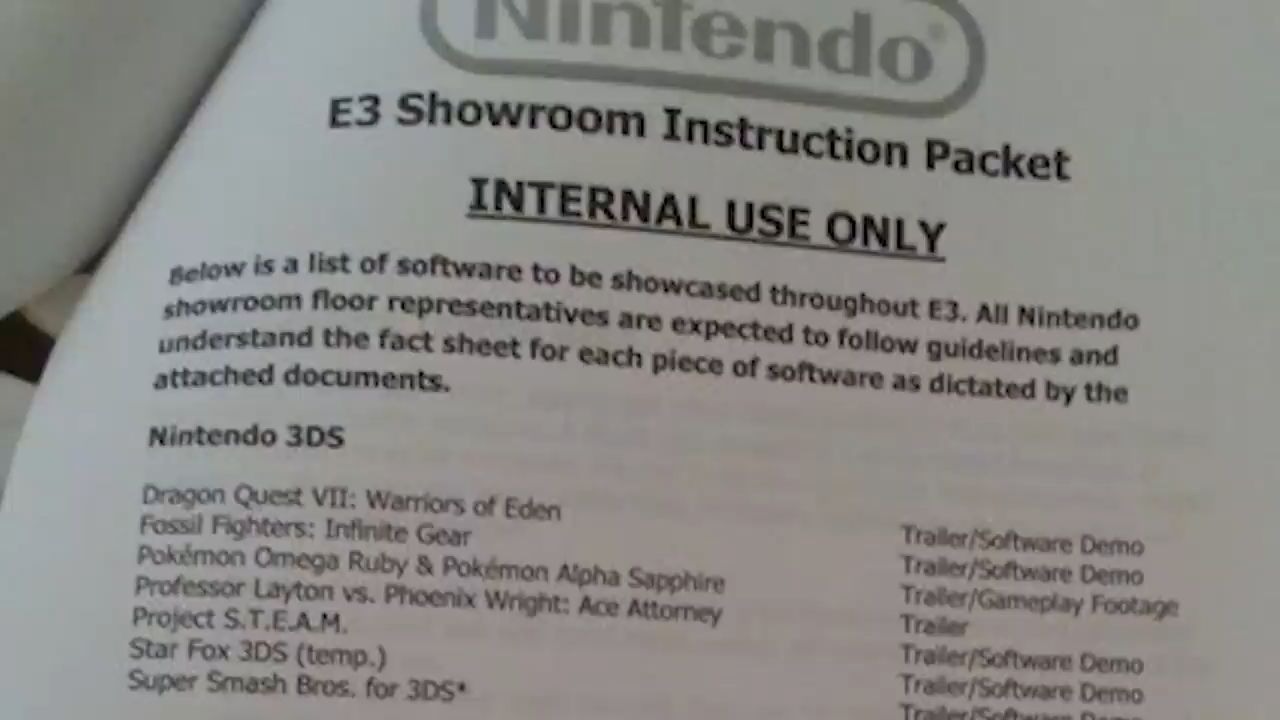 Nintendo®
E3 Showroom Instruction Packet
INTERNAL USE ONLY
Below is a list of software to be showcased throughout E3. All Nintendo
showroom floor representatives are expected to follow guidelines and
understand the fact sheet for each piece of software as dictated by the
attached documents.
Nintendo 3DS
Dragon Quest VII: Warriors of Eden Trailer/Software Demo
Fossil Fighters: Infinite Gear Trailer/Software Demo
Pokémon Omega Ruby & Pokémon Alpha Sapphire Trailer/Gameplay Footage
Professor Layton vs. Phoenix Wright: Ace Attorney Trailer
Project S.T.E.A.M. Trailer/Software Demo
Star Fox 3DS (temp.) Trailer/Software Demo
Super Smash Bros. for 3DS* Trailer/Software Demo